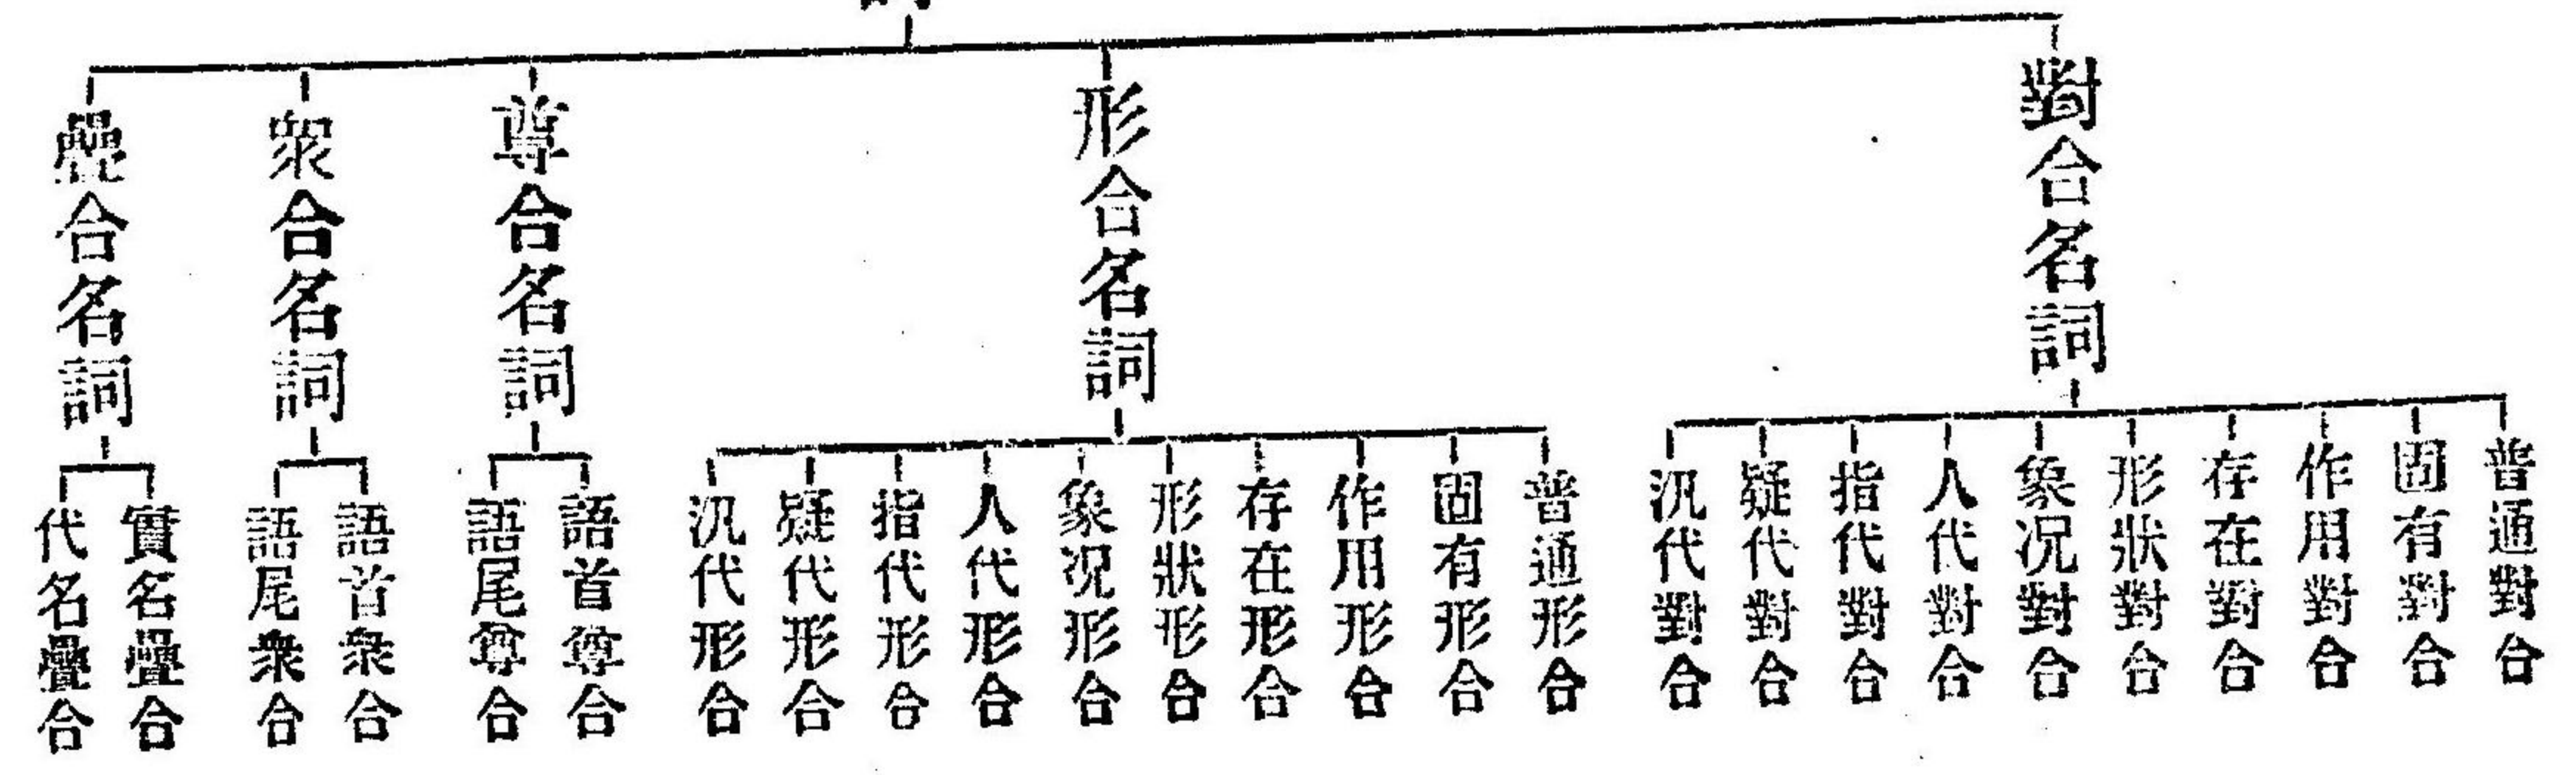 詞
對合名詞
普通對合
固有對合
作用對合
存在對合
形狀對合
象况對合
人代對合
指代對合
疑代對合
汎代對合
形合名詞
普通形合
固有形合
作用形合
存在形合
形狀形合
象况形合
人代形合
指代形合
疑代形合
汎代形合
尊合名詞
語首尊合
語尾尊合
衆合名詞
語首衆合
語尾衆合
疊合名詞
實名疊合
代名疊合